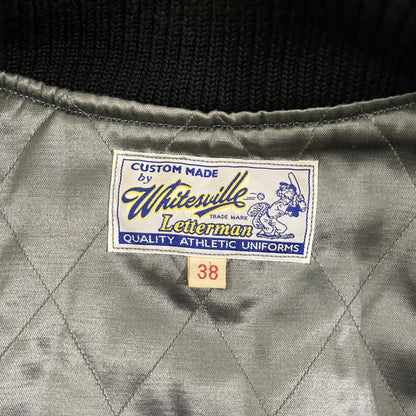 CUSTOM MADE
by
Whitesville
TRADE MARK
Letterman
QUALITY ATHLETIC UNIFORMS
38